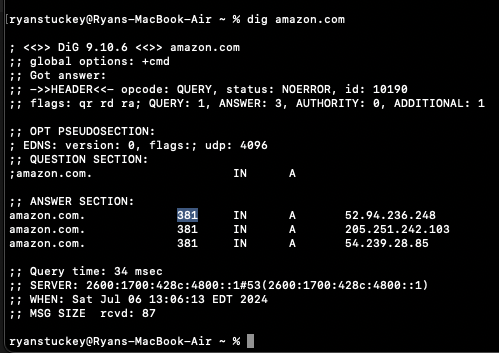 ryanstuckey@Ryans-MacBook-Air ~ % dig amazon.com
; <<>> DiG 9.10.6 <<>> amazon.com
;; global options: +cmd
;; Got answer:
;; ->>HEADER<<- opcode: QUERY, status: NOERROR, id: 10190
;; flags: qr rd ra; QUERY: 1, ANSWER: 3, AUTHORITY: 0, ADDITIONAL: 1
;; OPT PSEUDOSECTION:
; EDNS: version: 0, flags:; udp: 4096
;; QUESTION SECTION:
;amazon.com. IN A
;; ANSWER SECTION:
amazon.com. 381 IN A 52.94.236.248
amazon.com. 381 IN A 205.251.242.103
amazon.com. 381 IN A 54.239.28.85
;; Query time: 34 msec
;; SERVER: 2600:1700:428c:4800::1#53(2600:1700:428c:4800::1)
;; WHEN: Sat Jul 06 13:06:13 EDT 2024
;; MSG SIZE rcvd: 87
ryanstuckey@Ryans-MacBook-Air ~ %